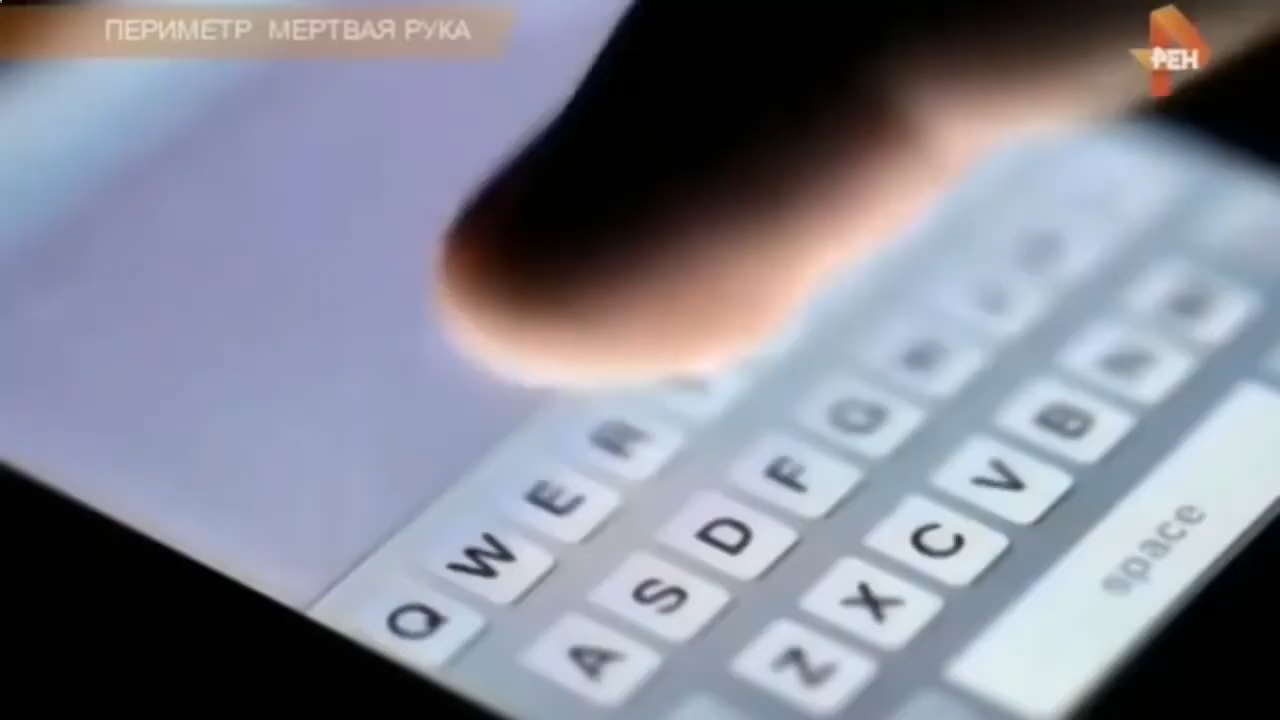 ПЕРИМЕТР МЕРТВАЯ РУКА
РЕН
Q W E R
A S D F G
Z X C V B
space